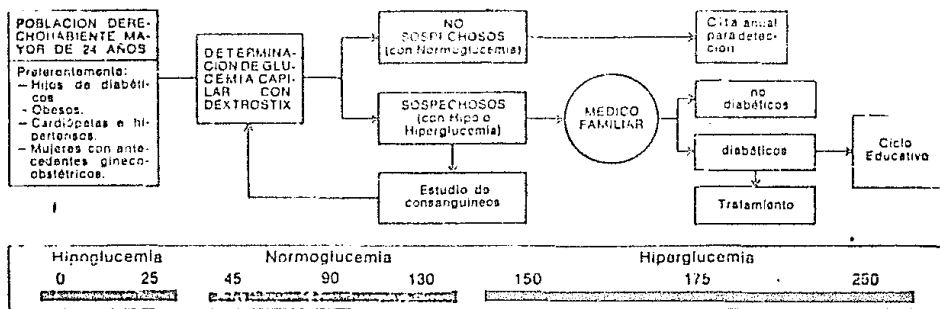 POBLACION DERE-
CHOHABIENTE MA-
YOR DE 24 AÑOS
Preferentemente:
— Hijos de diabéti-
cos
- Obesos.
— Cardiópatas e hi-
pertensos.
— Mujeres con ante-
cedentes gineco-
obstétricos.
DETERMINA-
CION DE GLU-
CEMIA CAPI-
LAR CON
DEXTROSTIX
NO
SOSPECHOSOS
(con Normoglucemia)
Cita anual
para detec-
ción
SOSPECHOSOS
(con Hipo o
Hiperglucemia)
MEDICO
FAMILIAR
no
diabéticos
diabéticos
Ciclo
Educativo
Estudio de
consanguíneos
Tratamiento
Hipoglucemia Normoglucemia Hiperglucemia
0 25 45 90 130 150 175 250